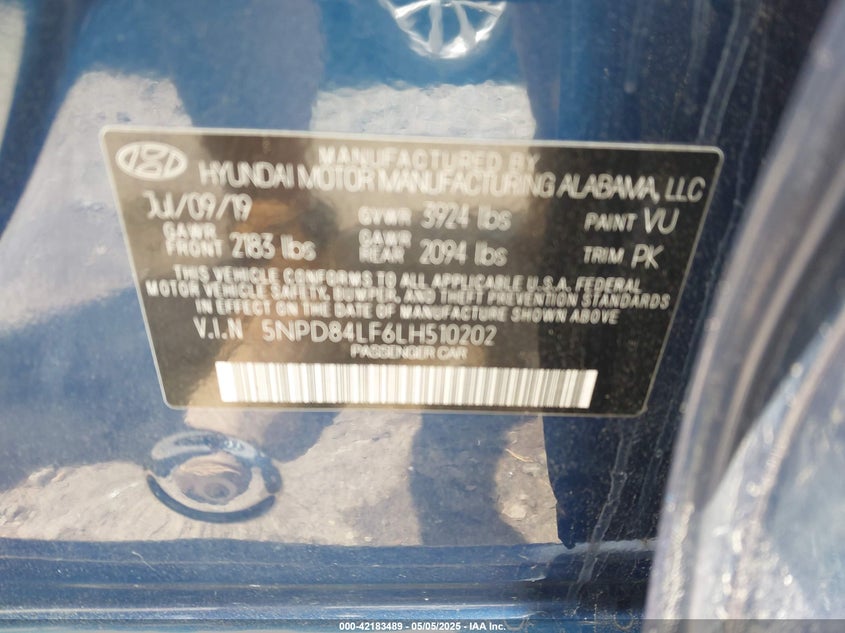 MANUFACTURED BY
HYUNDAI MOTOR MANUFACTURING ALABAMA, LLC
JUL/09/19 GVWR 3924 lbs PAINT VU
GAWR FRONT 2183 lbs GAWR REAR 2094 lbs TRIM PK
THIS VEHICLE CONFORMS TO ALL APPLICABLE U.S.A. FEDERAL
MOTOR VEHICLE SAFETY, BUMPER, AND THEFT PREVENTION STANDARDS
IN EFFECT ON THE DATE OF MANUFACTURE SHOWN ABOVE.
V.I.N 5NPD84LF6LH510202
PASSENGER CAR
000-42183489 - 05/05/2025 - IAA Inc.